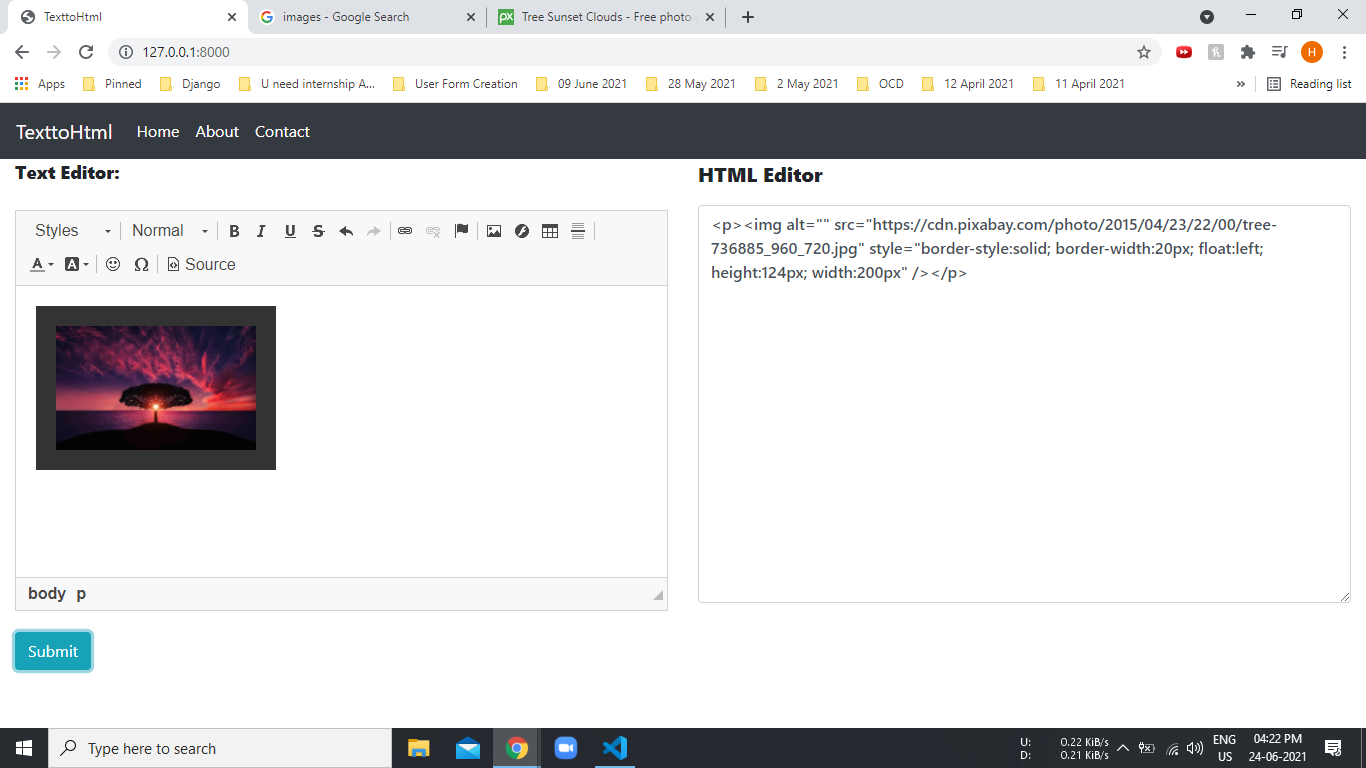 TexttoHtml
images - Google Search
Tree Sunset Clouds - Free photo
127.0.0.1:8000
Apps Pinned Django U need internship A... User Form Creation 09 June 2021 28 May 2021 2 May 2021 OCD 12 April 2021 11 April 2021 » Reading list
TexttoHtml Home About Contact
Text Editor:
Styles Normal B I U S
A A Ω Source
body p
Submit
HTML Editor
<p><img alt="" src="https://cdn.pixabay.com/photo/2015/04/23/22/00/tree-
736885_960_720.jpg" style="border-style:solid; border-width:20px; float:left;
height:124px; width:200px" /></p>
Type here to search
U: 0.22 KiB/s
D: 0.21 KiB/s
ENG
US
04:22 PM
24-06-2021